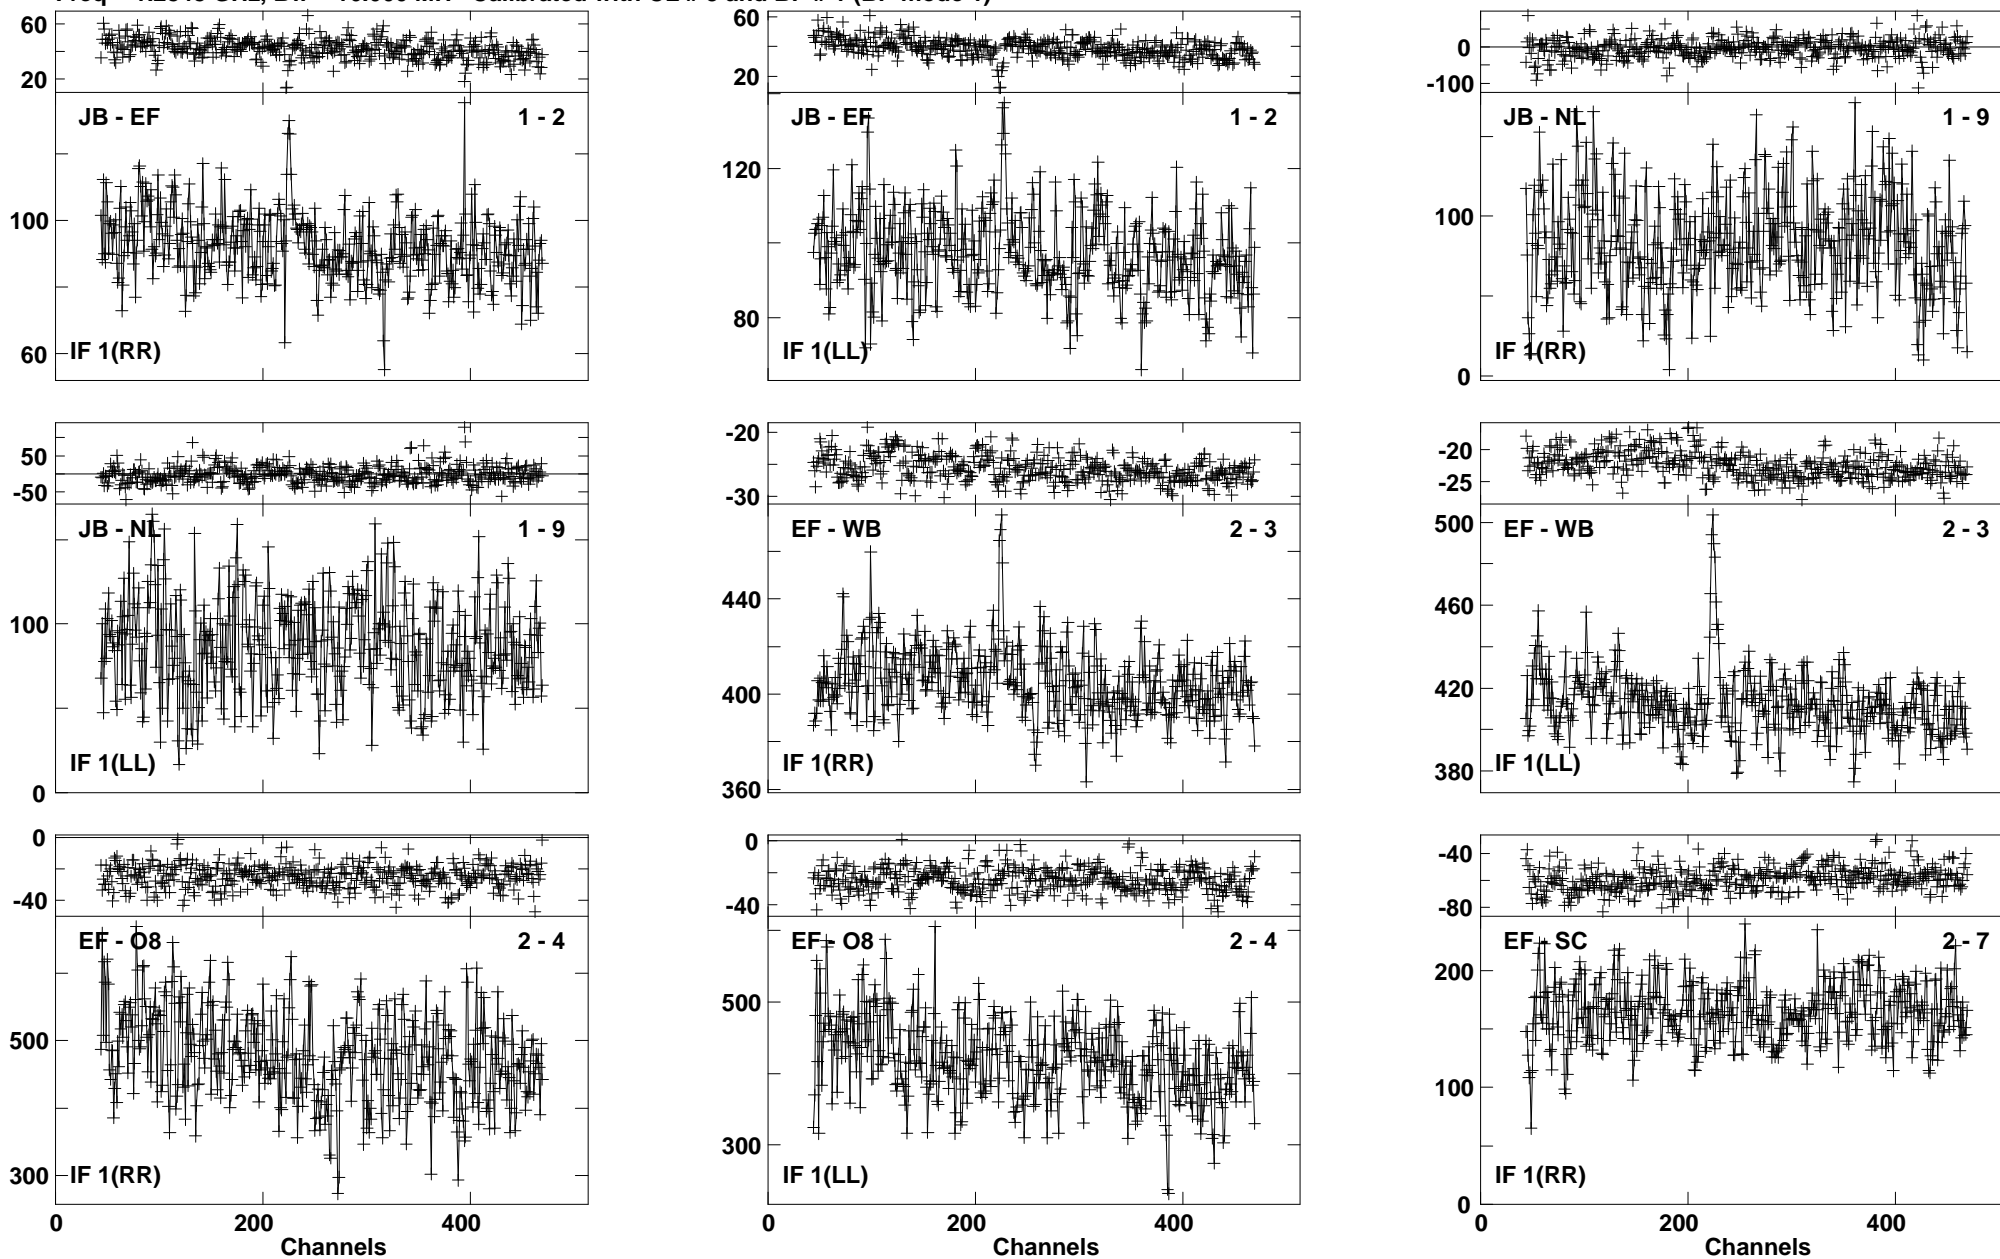 60
20
JB - EF
1 - 2
100
60
IF 1(RR)
60
20
JB - EF
1 - 2
120
80
IF 1(LL)
0
-100
JB - NL
1 - 9
100
0
IF 1(RR)
50
-50
JB - NL
1 - 9
100
0
IF 1(LL)
-20
-30
EF - WB
2 - 3
440
400
360
IF 1(RR)
-20
-25
EF - WB
2 - 3
500
460
420
380
IF 1(LL)
0
-40
EF - O8
2 - 4
500
300
IF 1(RR)
0 200 400
Channels
0
-40
EF - O8
2 - 4
500
300
IF 1(LL)
0 200 400
Channels
-40
-80
EF - SC
2 - 7
200
100
0
IF 1(RR)
0 200 400
Channels